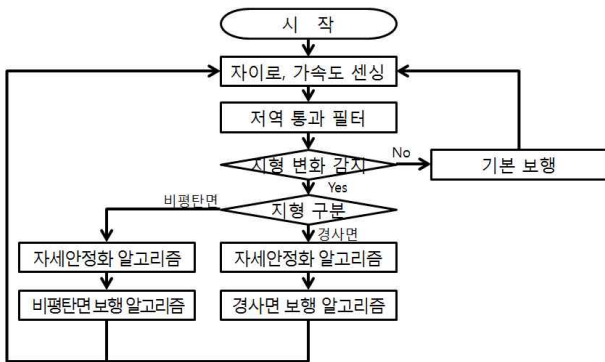 시 작
자이로, 가속도 센싱
저역 통과 필터
지형 변화 감지
No
기본 보행
Yes
비평탄면
지형 구분
경사면
자세안정화 알고리즘
자세안정화 알고리즘
비평탄면 보행 알고리즘
경사면 보행 알고리즘